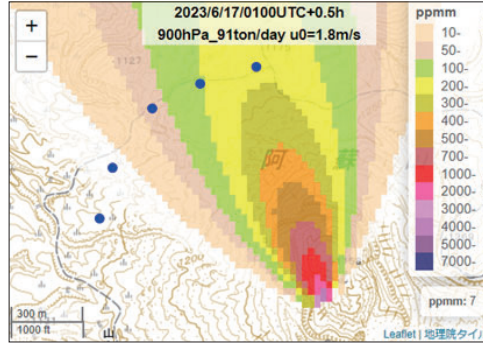 2023/6/17/0100UTC+0.5h
900hPa_91ton/day u0=1.8m/s
+
−
ppmm
10-
50-
100-
200-
300-
400-
500-
700-
1000-
2000-
3000-
4000-
5000-
7000-
1127
1175
阿 蘇
1200
ppmm: 7
300 m
1000 ft
Leaflet | 地理院タイル